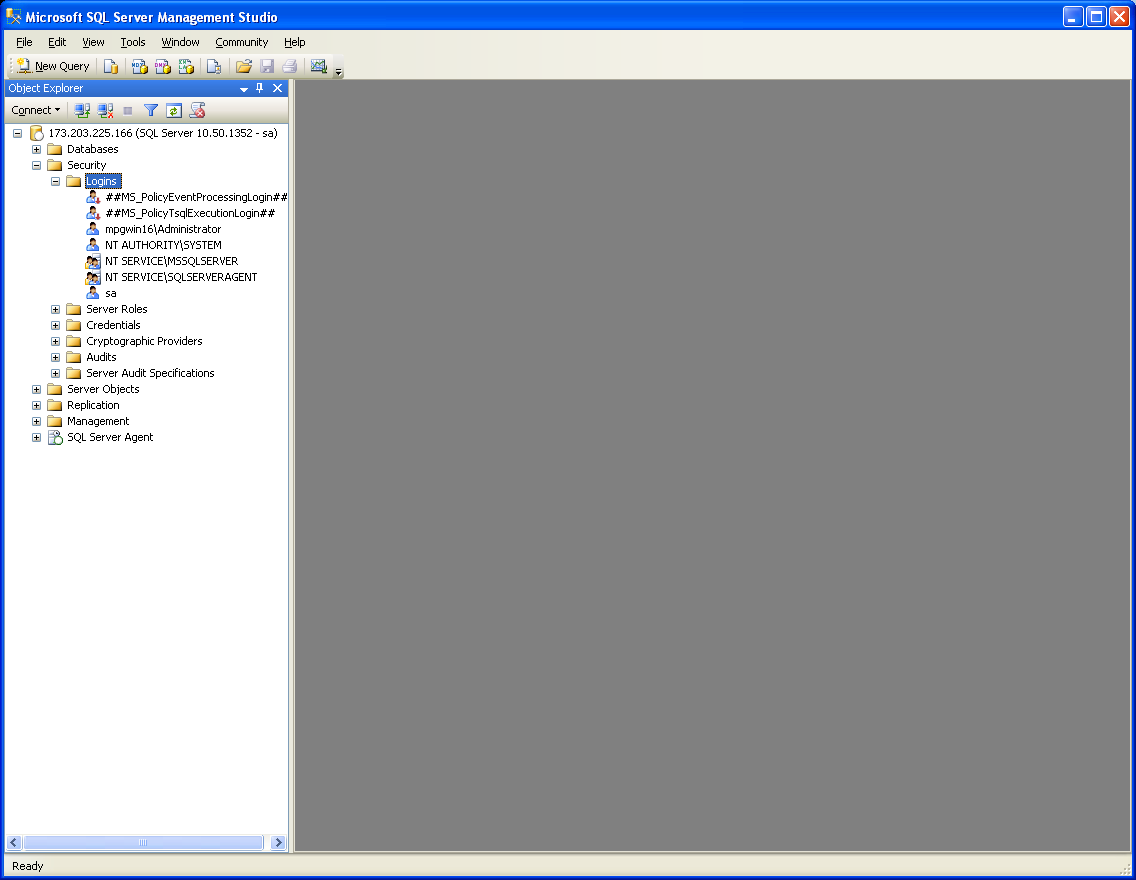 Microsoft SQL Server Management Studio
File Edit View Tools Window Community Help
New Query
Object Explorer
Connect
173.203.225.166 (SQL Server 10.50.1352 - sa)
Databases
Security
Logins
##MS_PolicyEventProcessingLogin##
##MS_PolicyTsqlExecutionLogin##
mpgwin16\Administrator
NT AUTHORITY\SYSTEM
NT SERVICE\MSSQLSERVER
NT SERVICE\SQLSERVERAGENT
sa
Server Roles
Credentials
Cryptographic Providers
Audits
Server Audit Specifications
Server Objects
Replication
Management
SQL Server Agent
Ready